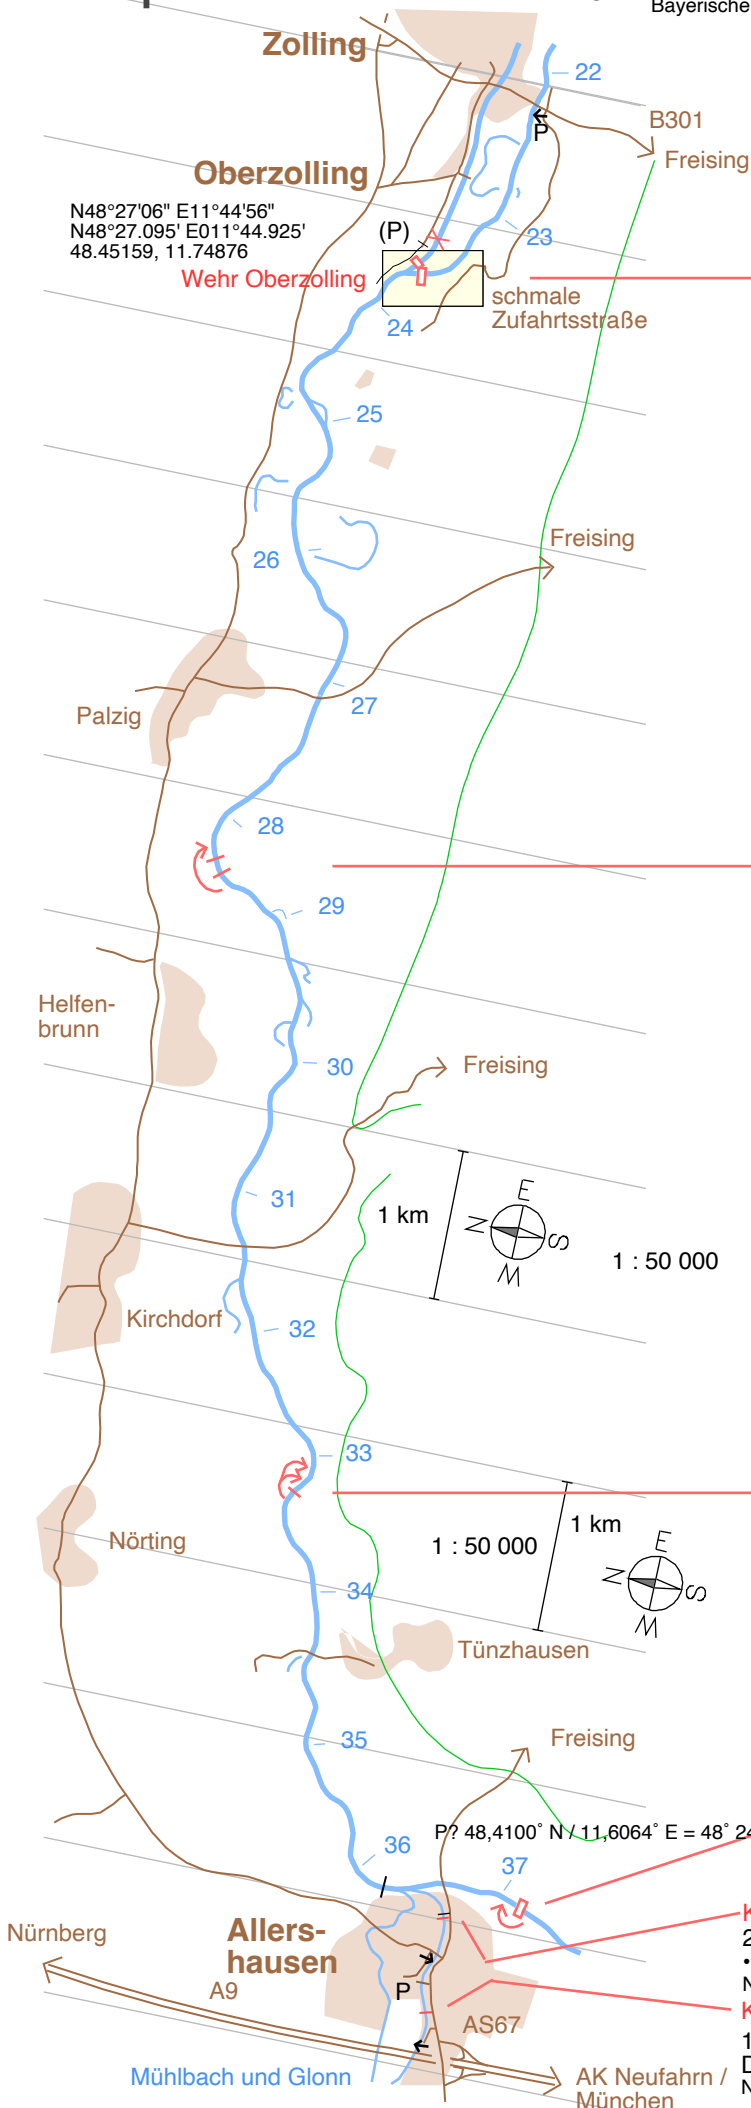 Bayerische
Zolling
22
B301
P
Freising
Oberzolling
N48°27'06" E11°44'56"
N48°27.095' E011°44.925'
48.45159, 11.74876
(P)
23
Wehr Oberzolling
schmale
Zufahrtsstraße
24
25
Freising
26
27
Palzig
28
29
Helfen-
brunn
30
Freising
31
1 km
E
N
S
W
1 : 50 000
Kirchdorf
32
33
1 km
1 : 50 000
E
N
S
W
Nörting
34
Tünzhausen
35
Freising
P? 48,4100° N / 11,6064° E = 48° 24
36
37
Nürnberg
Allers-
hausen
K
2
•
N
A9
P
K
AS67
1
D
N
Mühlbach und Glonn
AK Neufahrn /
München